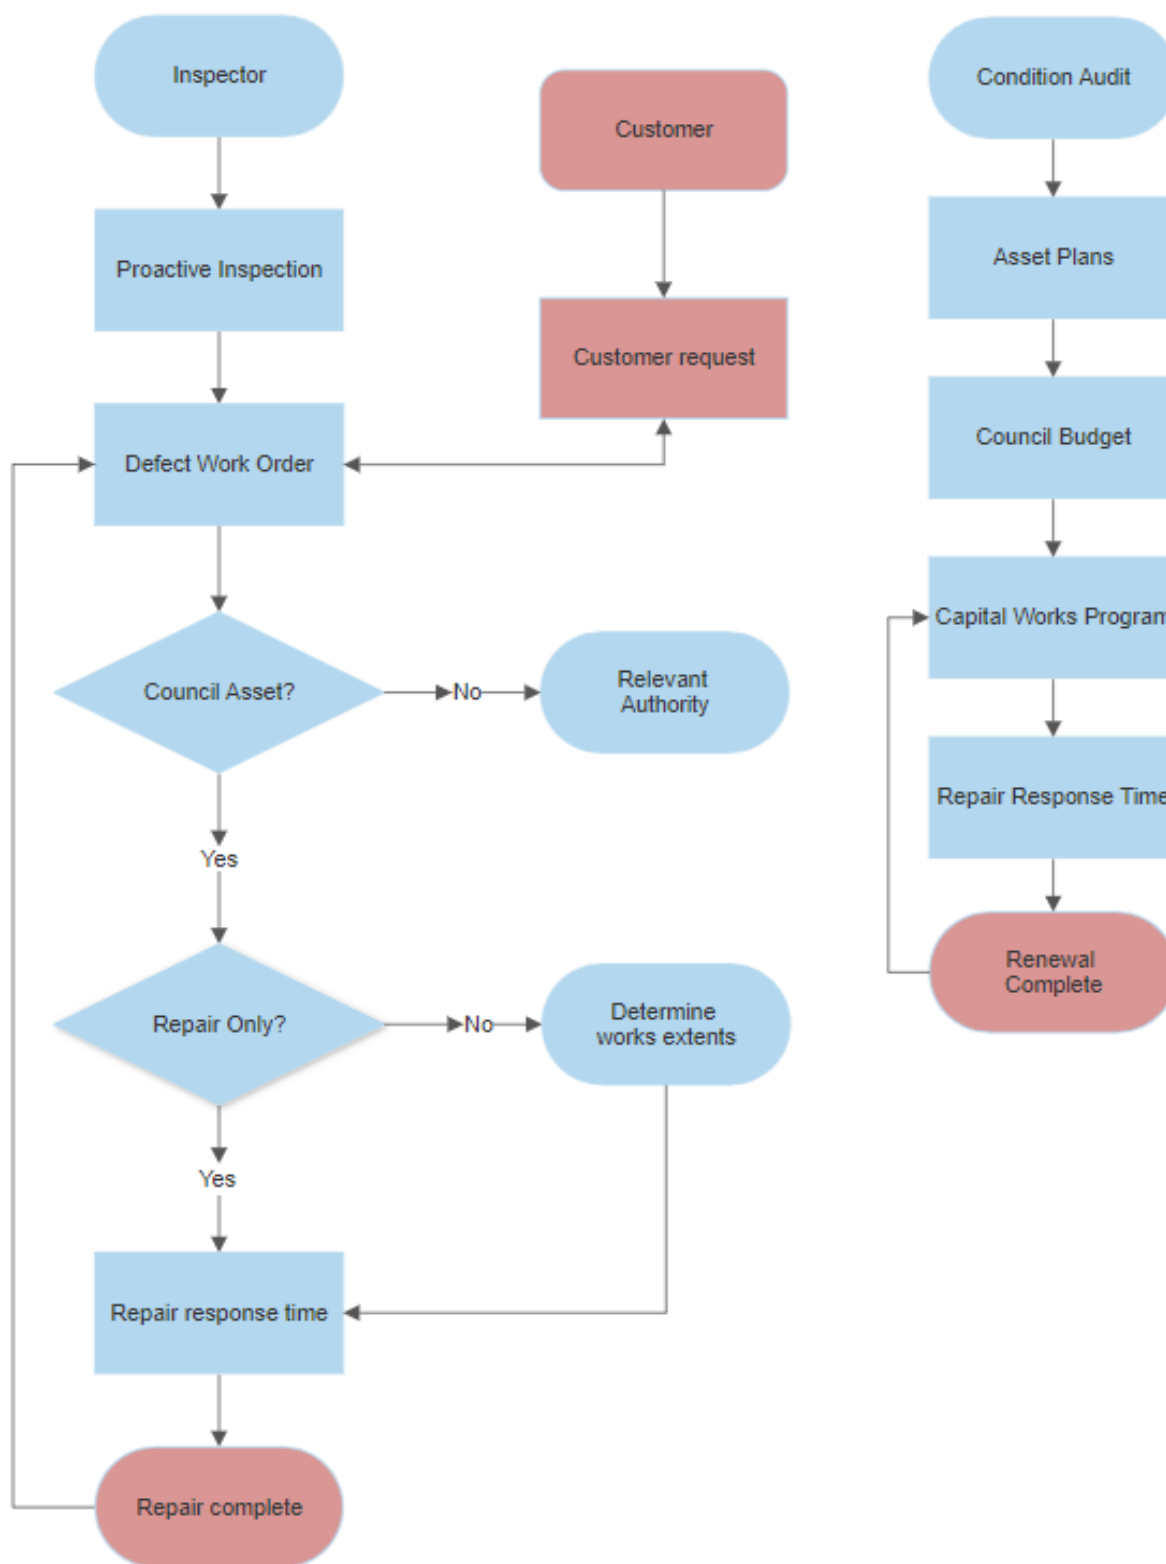 Inspector
Proactive Inspection
Defect Work Order
Council Asset?
No
Relevant
Authority
Yes
Repair Only?
No
Determine
works extents
Yes
Repair response time
Repair complete
Customer
Customer request
Condition Audit
Asset Plans
Council Budget
Capital Works Program
Repair Response Time
Renewal
Complete